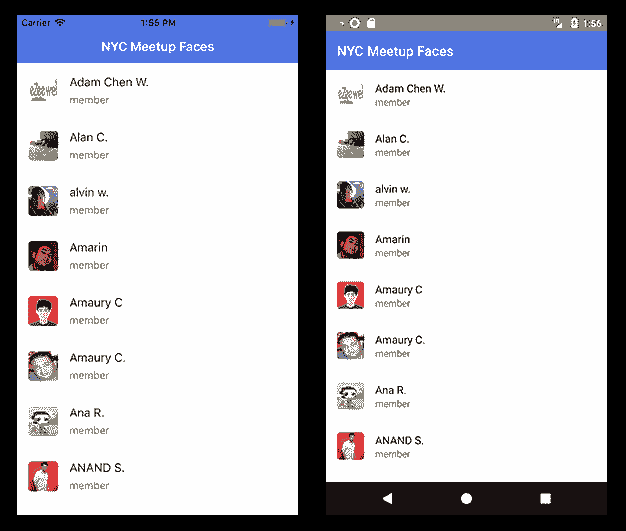 Carrier 1:56 PM
NYC Meetup Faces
Adam Chen W.
member
Alan C.
member
alvin w.
member
Amarin
member
Amaury C
member
Amaury C.
member
Ana R.
member
ANAND S.
member
1:56
NYC Meetup Faces
Adam Chen W.
member
Alan C.
member
alvin w.
member
Amarin
member
Amaury C
member
Amaury C.
member
Ana R.
member
ANAND S.
member